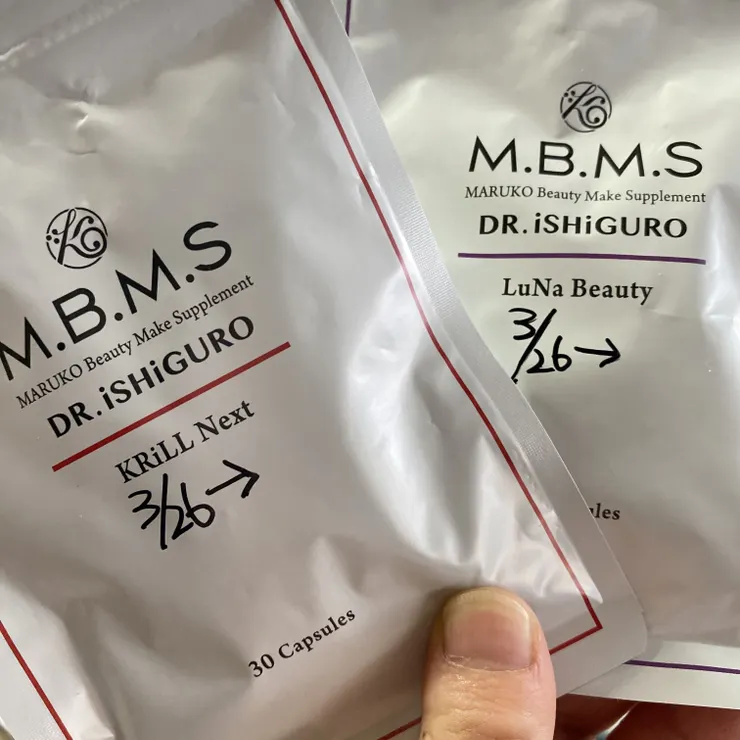 M.B.M.S
MARUKO Beauty Make Supplement
DR. iSHiGURO
KRiLL Next
3/26→
30 Capsules
M.B.M.S
MARUKO Beauty Make Supplement
DR. iSHiGURO
LuNa Beauty
3/26→